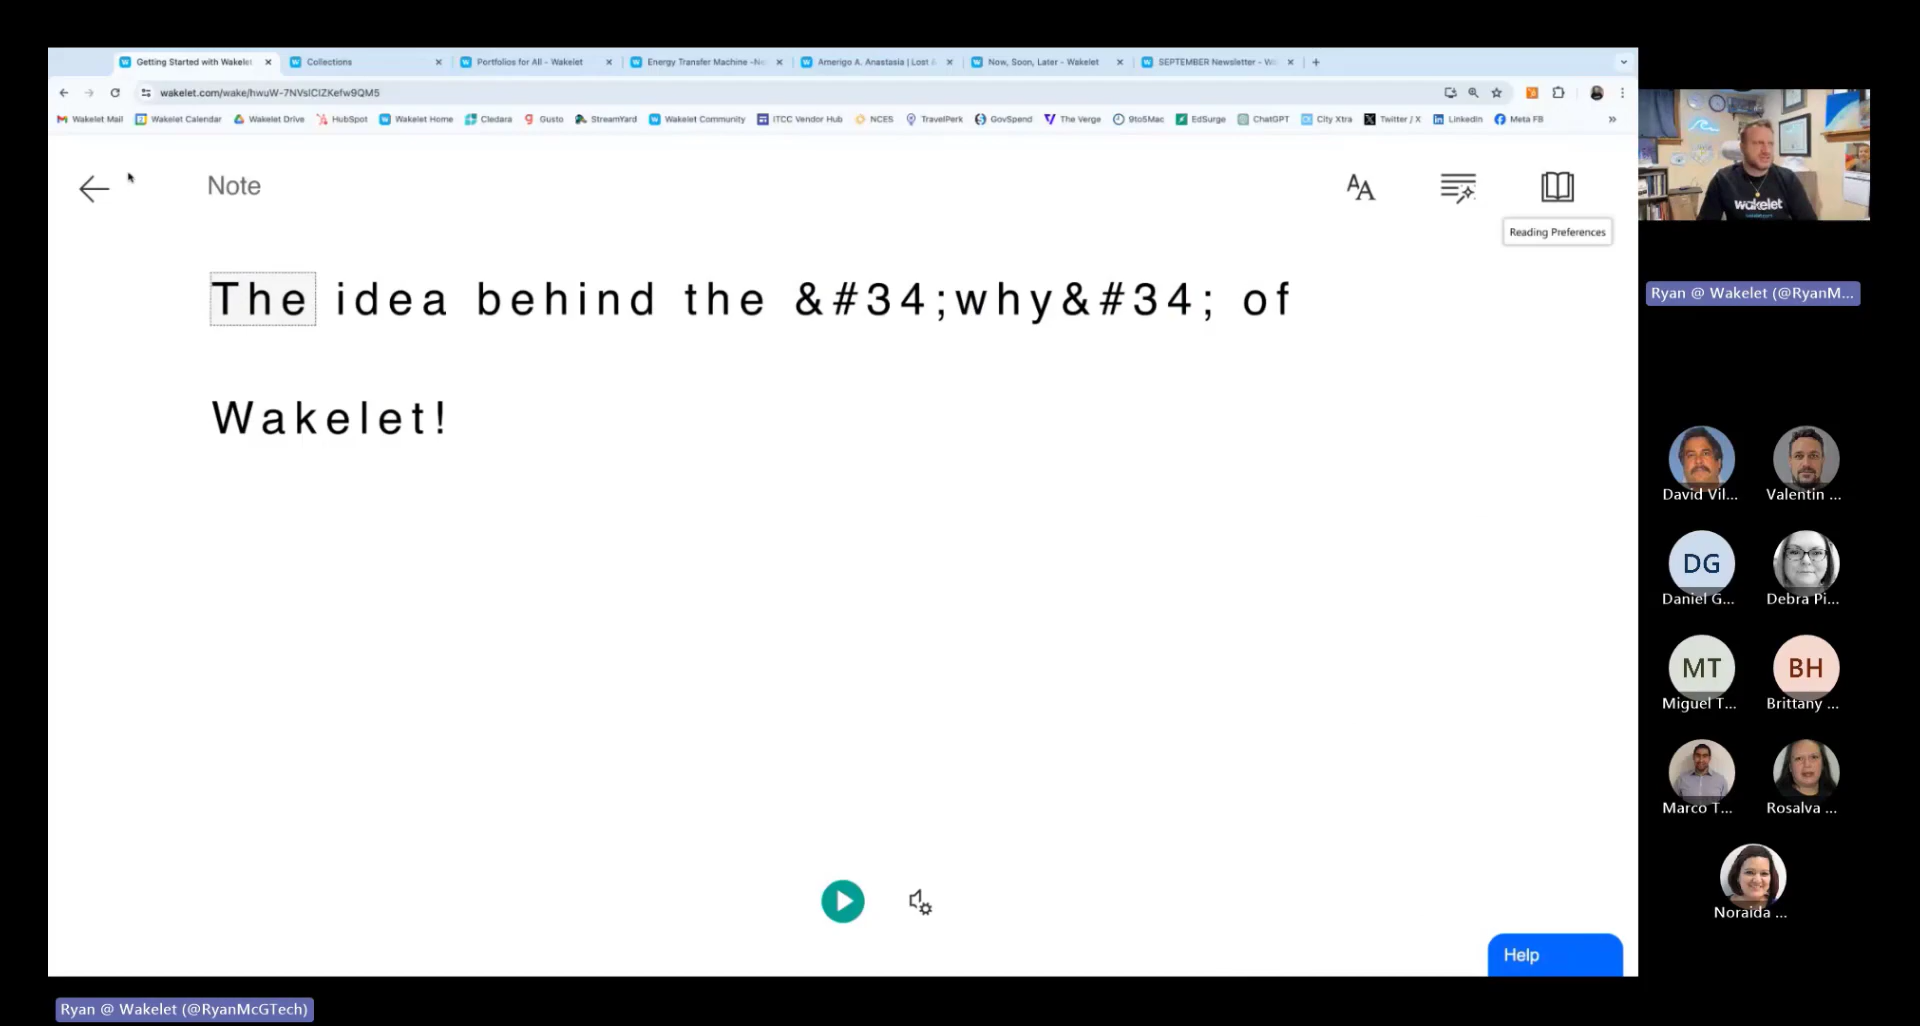 Getting Started with Wakelet
Collections
Portfolios for All - Wakelet
Energy Transfer Machine -Ne
Amerigo A. Anastasia | Lost &
Now, Soon, Later - Wakelet
SEPTEMBER Newsletter - Wa
wakelet.com/wake/hwuW-7NVsICIZKefw9QM5
Wakelet Mail
Wakelet Calendar
Wakelet Drive
HubSpot
Wakelet Home
Cledara
Gusto
StreamYard
Wakelet Community
ITCC Vendor Hub
NCES
TravelPerk
GovSpend
The Verge
9to5Mac
EdSurge
ChatGPT
City Xtra
Twitter / X
LinkedIn
Meta FB
Note
Reading Preferences
The idea behind the &#34;why&#34; of
Wakelet!
Help
wakelet
Ryan @ Wakelet (@RyanM...
David Vil...
Valentin ...
DG
Daniel G...
Debra Pi...
MT
Miguel T...
BH
Brittany ...
Marco T...
Rosalva ...
Noraida ...
Ryan @ Wakelet (@RyanMcGTech)